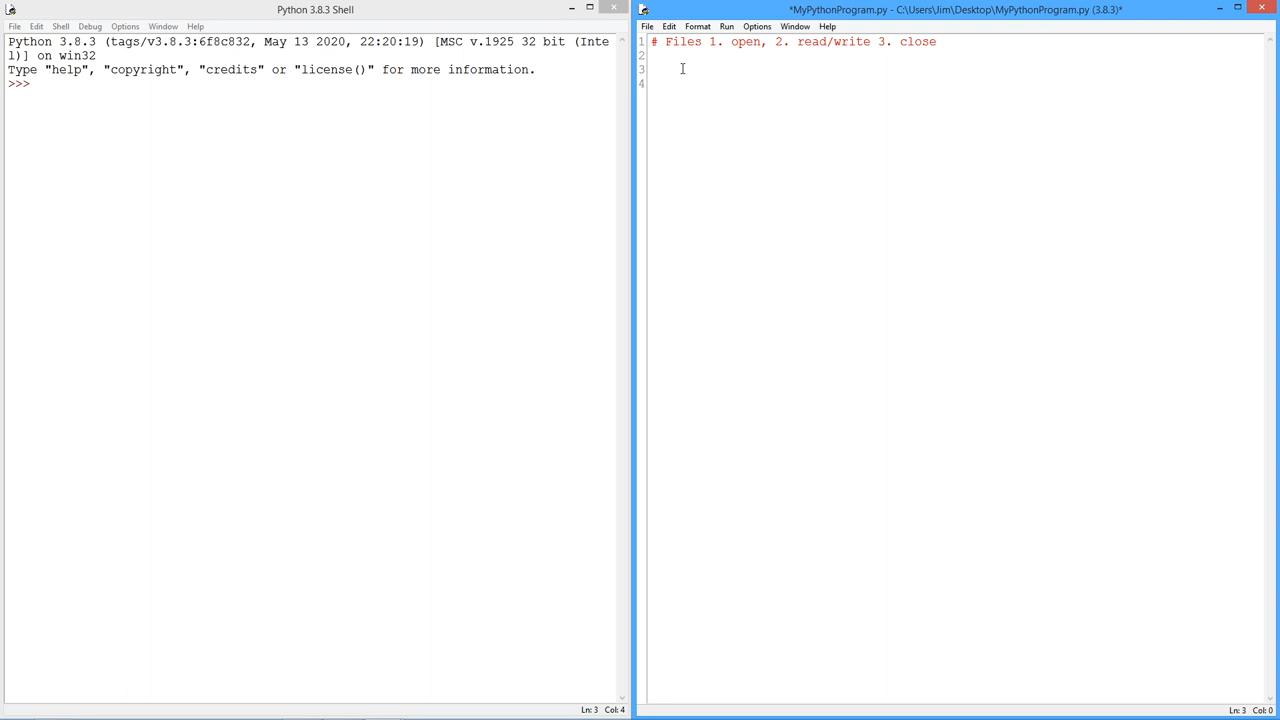 Python 3.8.3 Shell
File Edit Shell Debug Options Window Help
Python 3.8.3 (tags/v3.8.3:6f8c832, May 13 2020, 22:20:19) [MSC v.1925 32 bit (Inte
l)] on win32
Type "help", "copyright", "credits" or "license()" for more information.
>>>
Ln: 3 Col: 4
*MyPythonProgram.py - C:\Users\Jim\Desktop\MyPythonProgram.py (3.8.3)*
File Edit Format Run Options Window Help
1 # Files 1. open, 2. read/write 3. close
2
3
4
Ln: 3 Col: 0